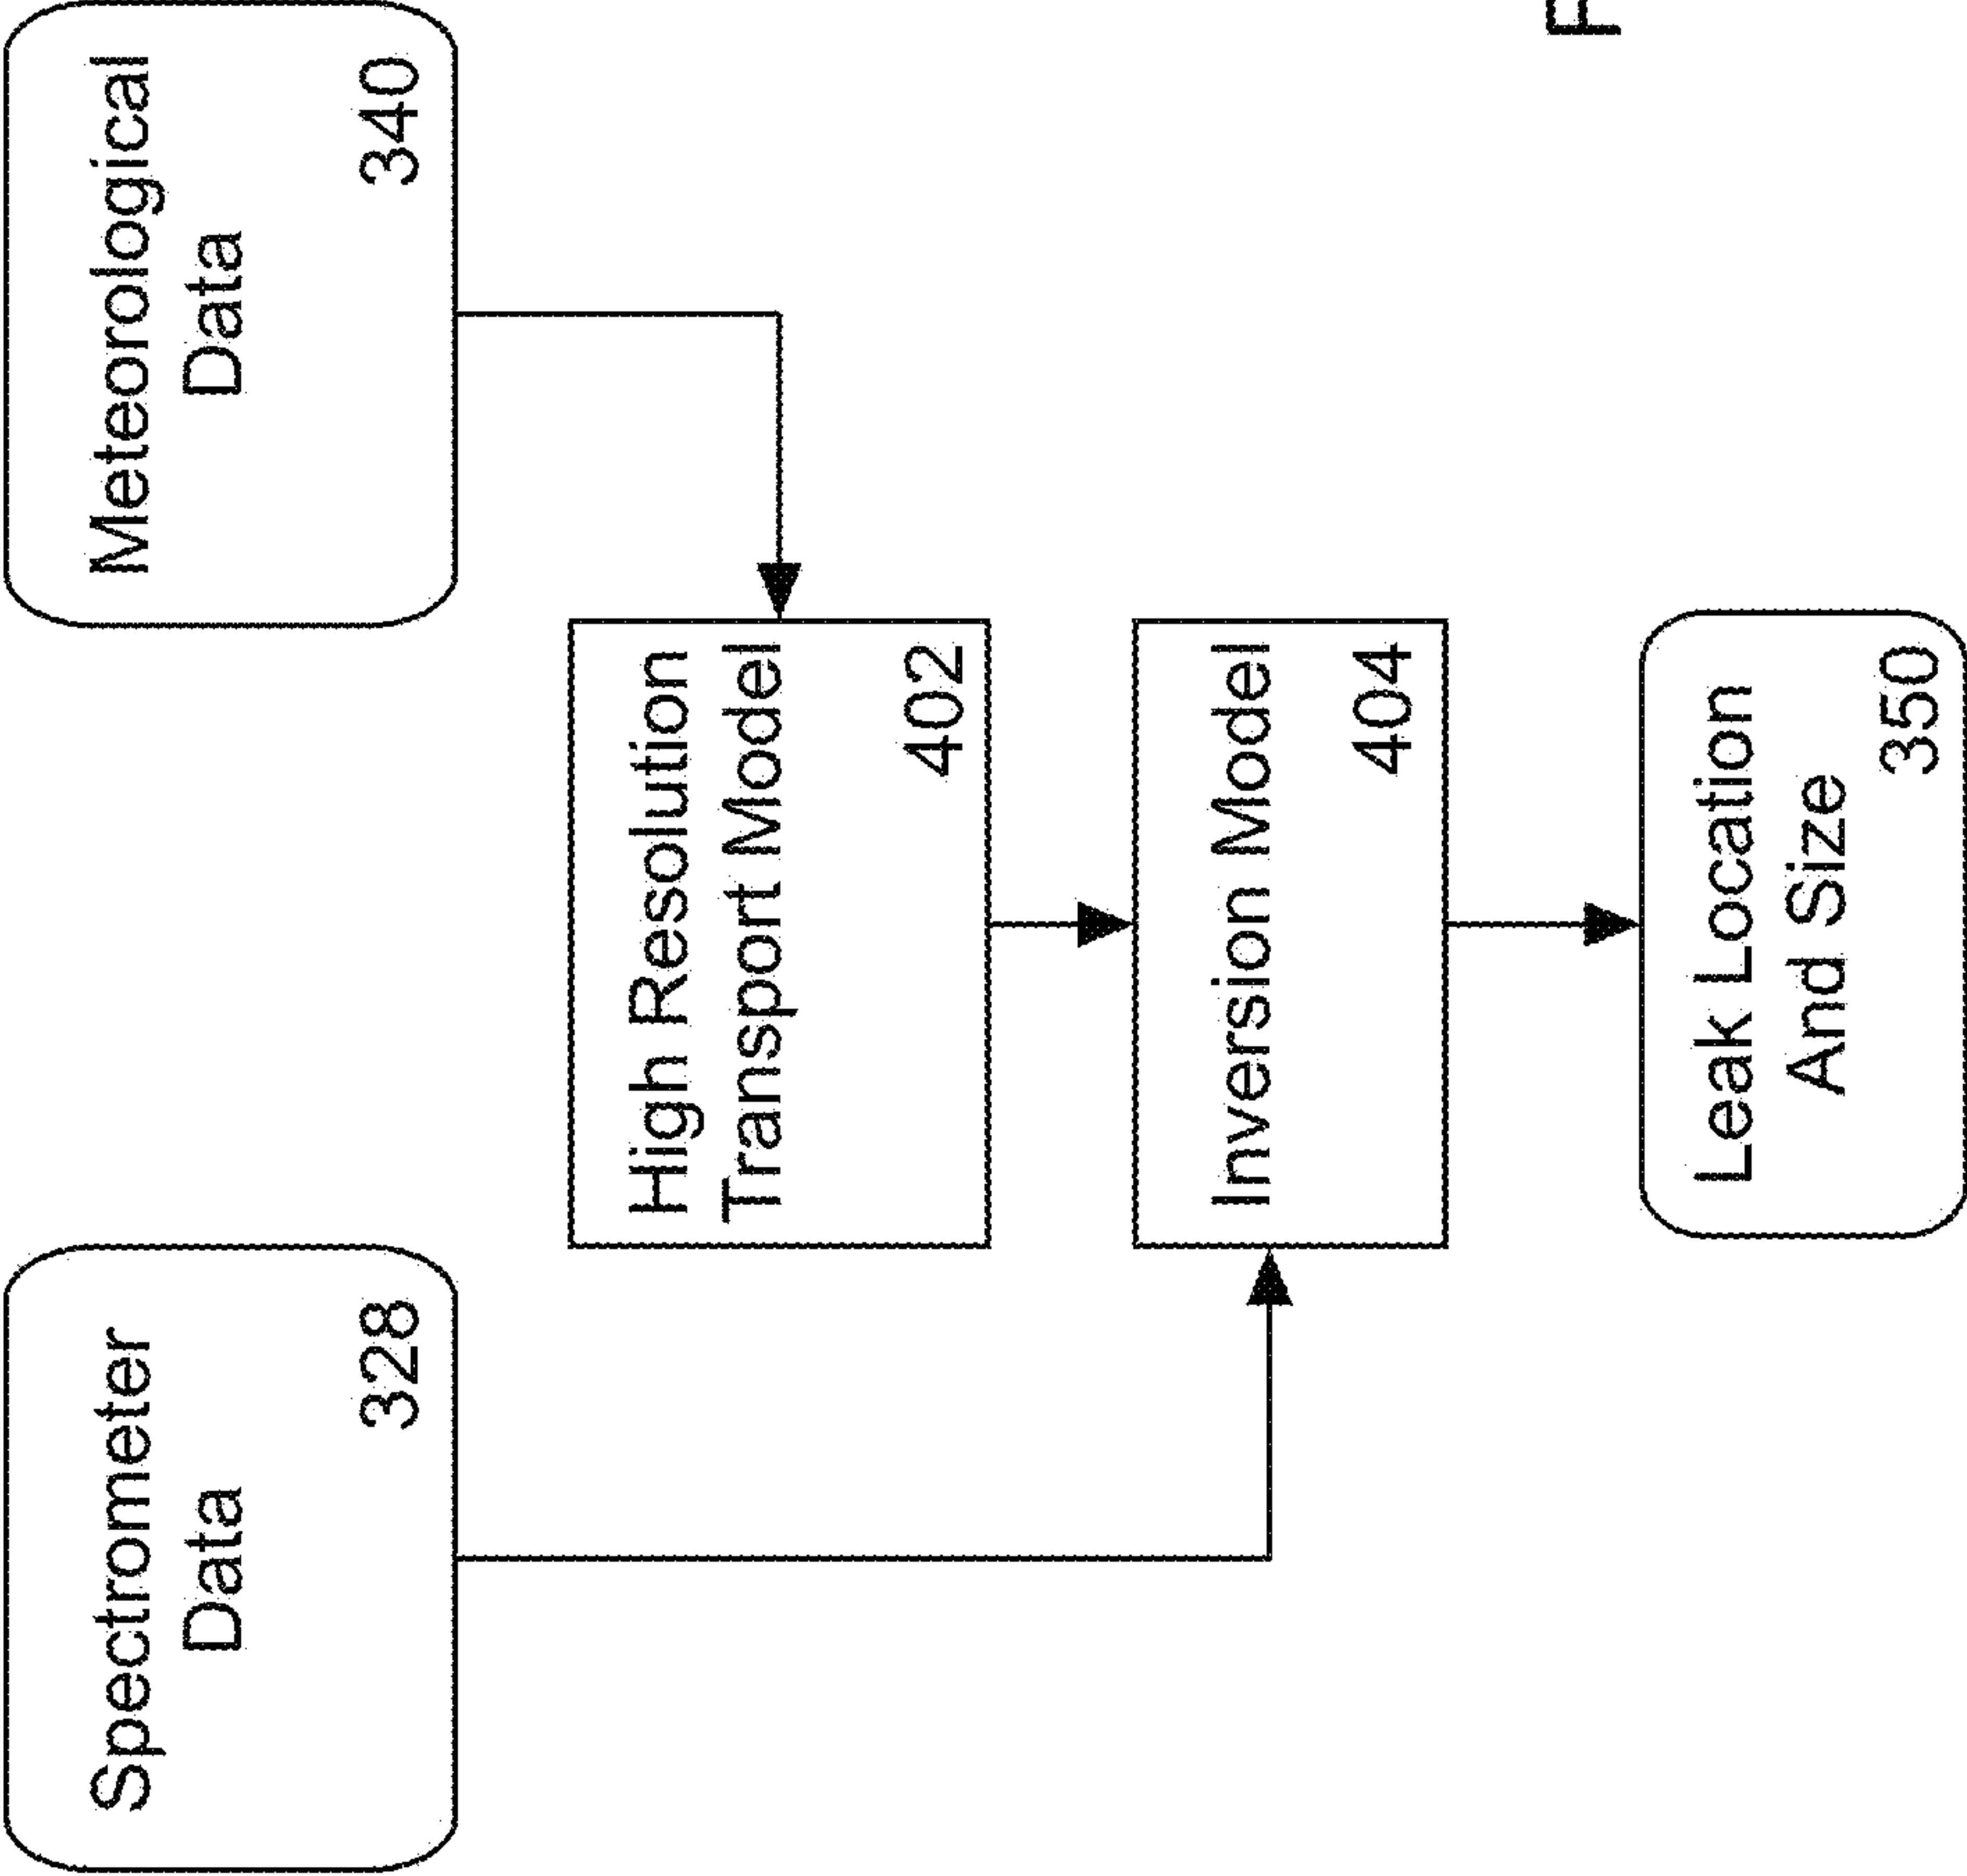 Spectrometer
Data
328
Meteorological
Data
340
High Resolution
Transport Model
402
Inversion Model
404
Leak Location
And Size
350
F